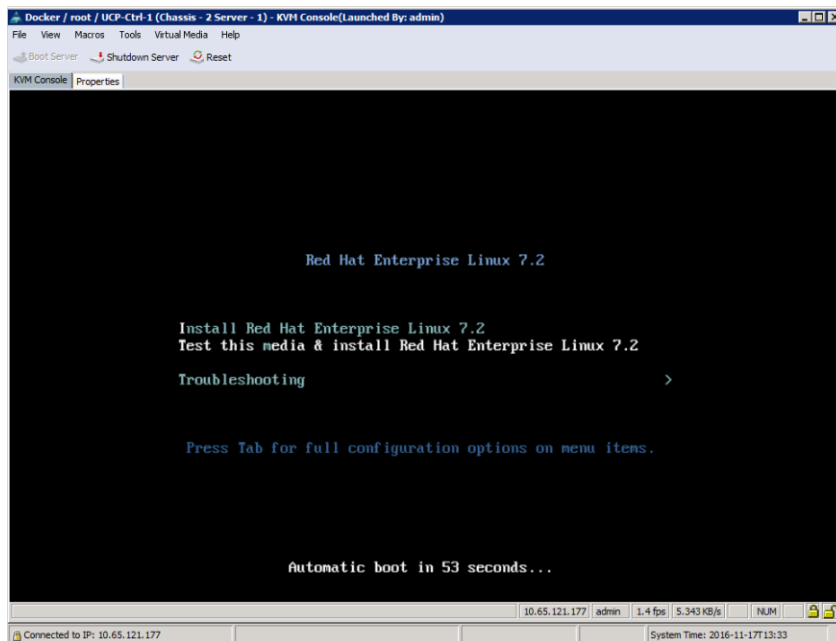 Docker / root / UCP-Ctrl-1 (Chassis - 2 Server - 1) - KVM Console(Launched By: admin)
File View Macros Tools Virtual Media Help
Boot Server Shutdown Server Reset
KVM Console Properties
Red Hat Enterprise Linux 7.2
Install Red Hat Enterprise Linux 7.2
Test this media & install Red Hat Enterprise Linux 7.2
Troubleshooting >
Press Tab for full configuration options on menu items.
Automatic boot in 53 seconds...
10.65.121.177 admin 1.4 fps 5.343 KB/s NUM
Connected to IP: 10.65.121.177 System Time: 2016-11-17T13:33